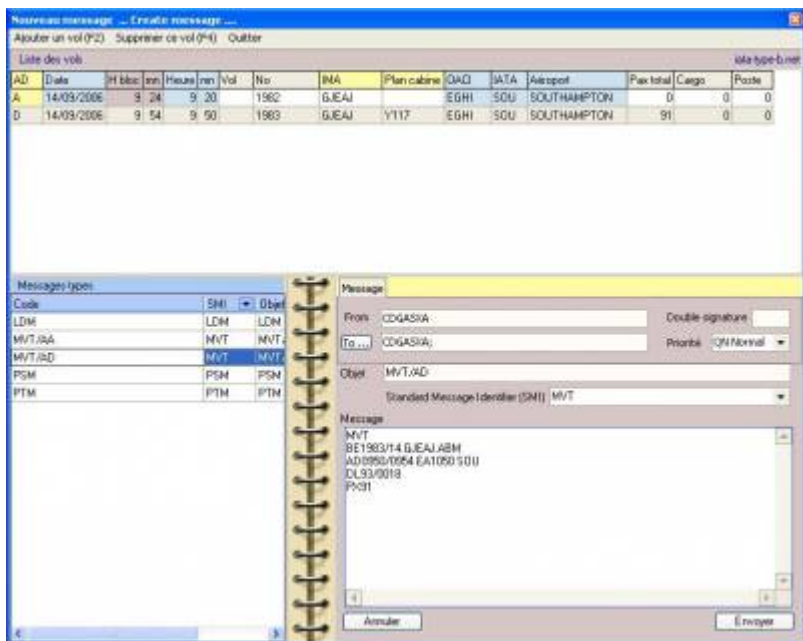 Nouveau message ... Create message ....
Ajouter un vol (F2) Supprimer ce vol (F4) Quitter
Liste des vols iata-type-b.net
AD Date H bloc mn Heure mn Vol No IMA Plan cabine OACI IATA Aéroport Pax total Cargo Poste
A 14/09/2006 9 24 9 20 1982 GJEAJ EGHI SOU SOUTHAMPTON 0 0 0
D 14/09/2006 9 54 9 50 1983 GJEAJ Y117 EGHI SOU SOUTHAMPTON 91 0 0
Messages types
Code SMI Objet
LDM LDM LDM
MVT/AA MVT MVT/
MVT/AD MVT MVT/
PSM PSM PSM
PTM PTM PTM
Message
From CDGASXA Double signature
To ... CDGASXA; Priorité QN Normal
Objet MVT/AD
Standard Message Identifier (SMI) MVT
Message
MVT
BE1983/14.GJEAJ.ABM
AD0950/0954 EA1050 SOU
DL93/0018
PX91
Annuler Envoyer